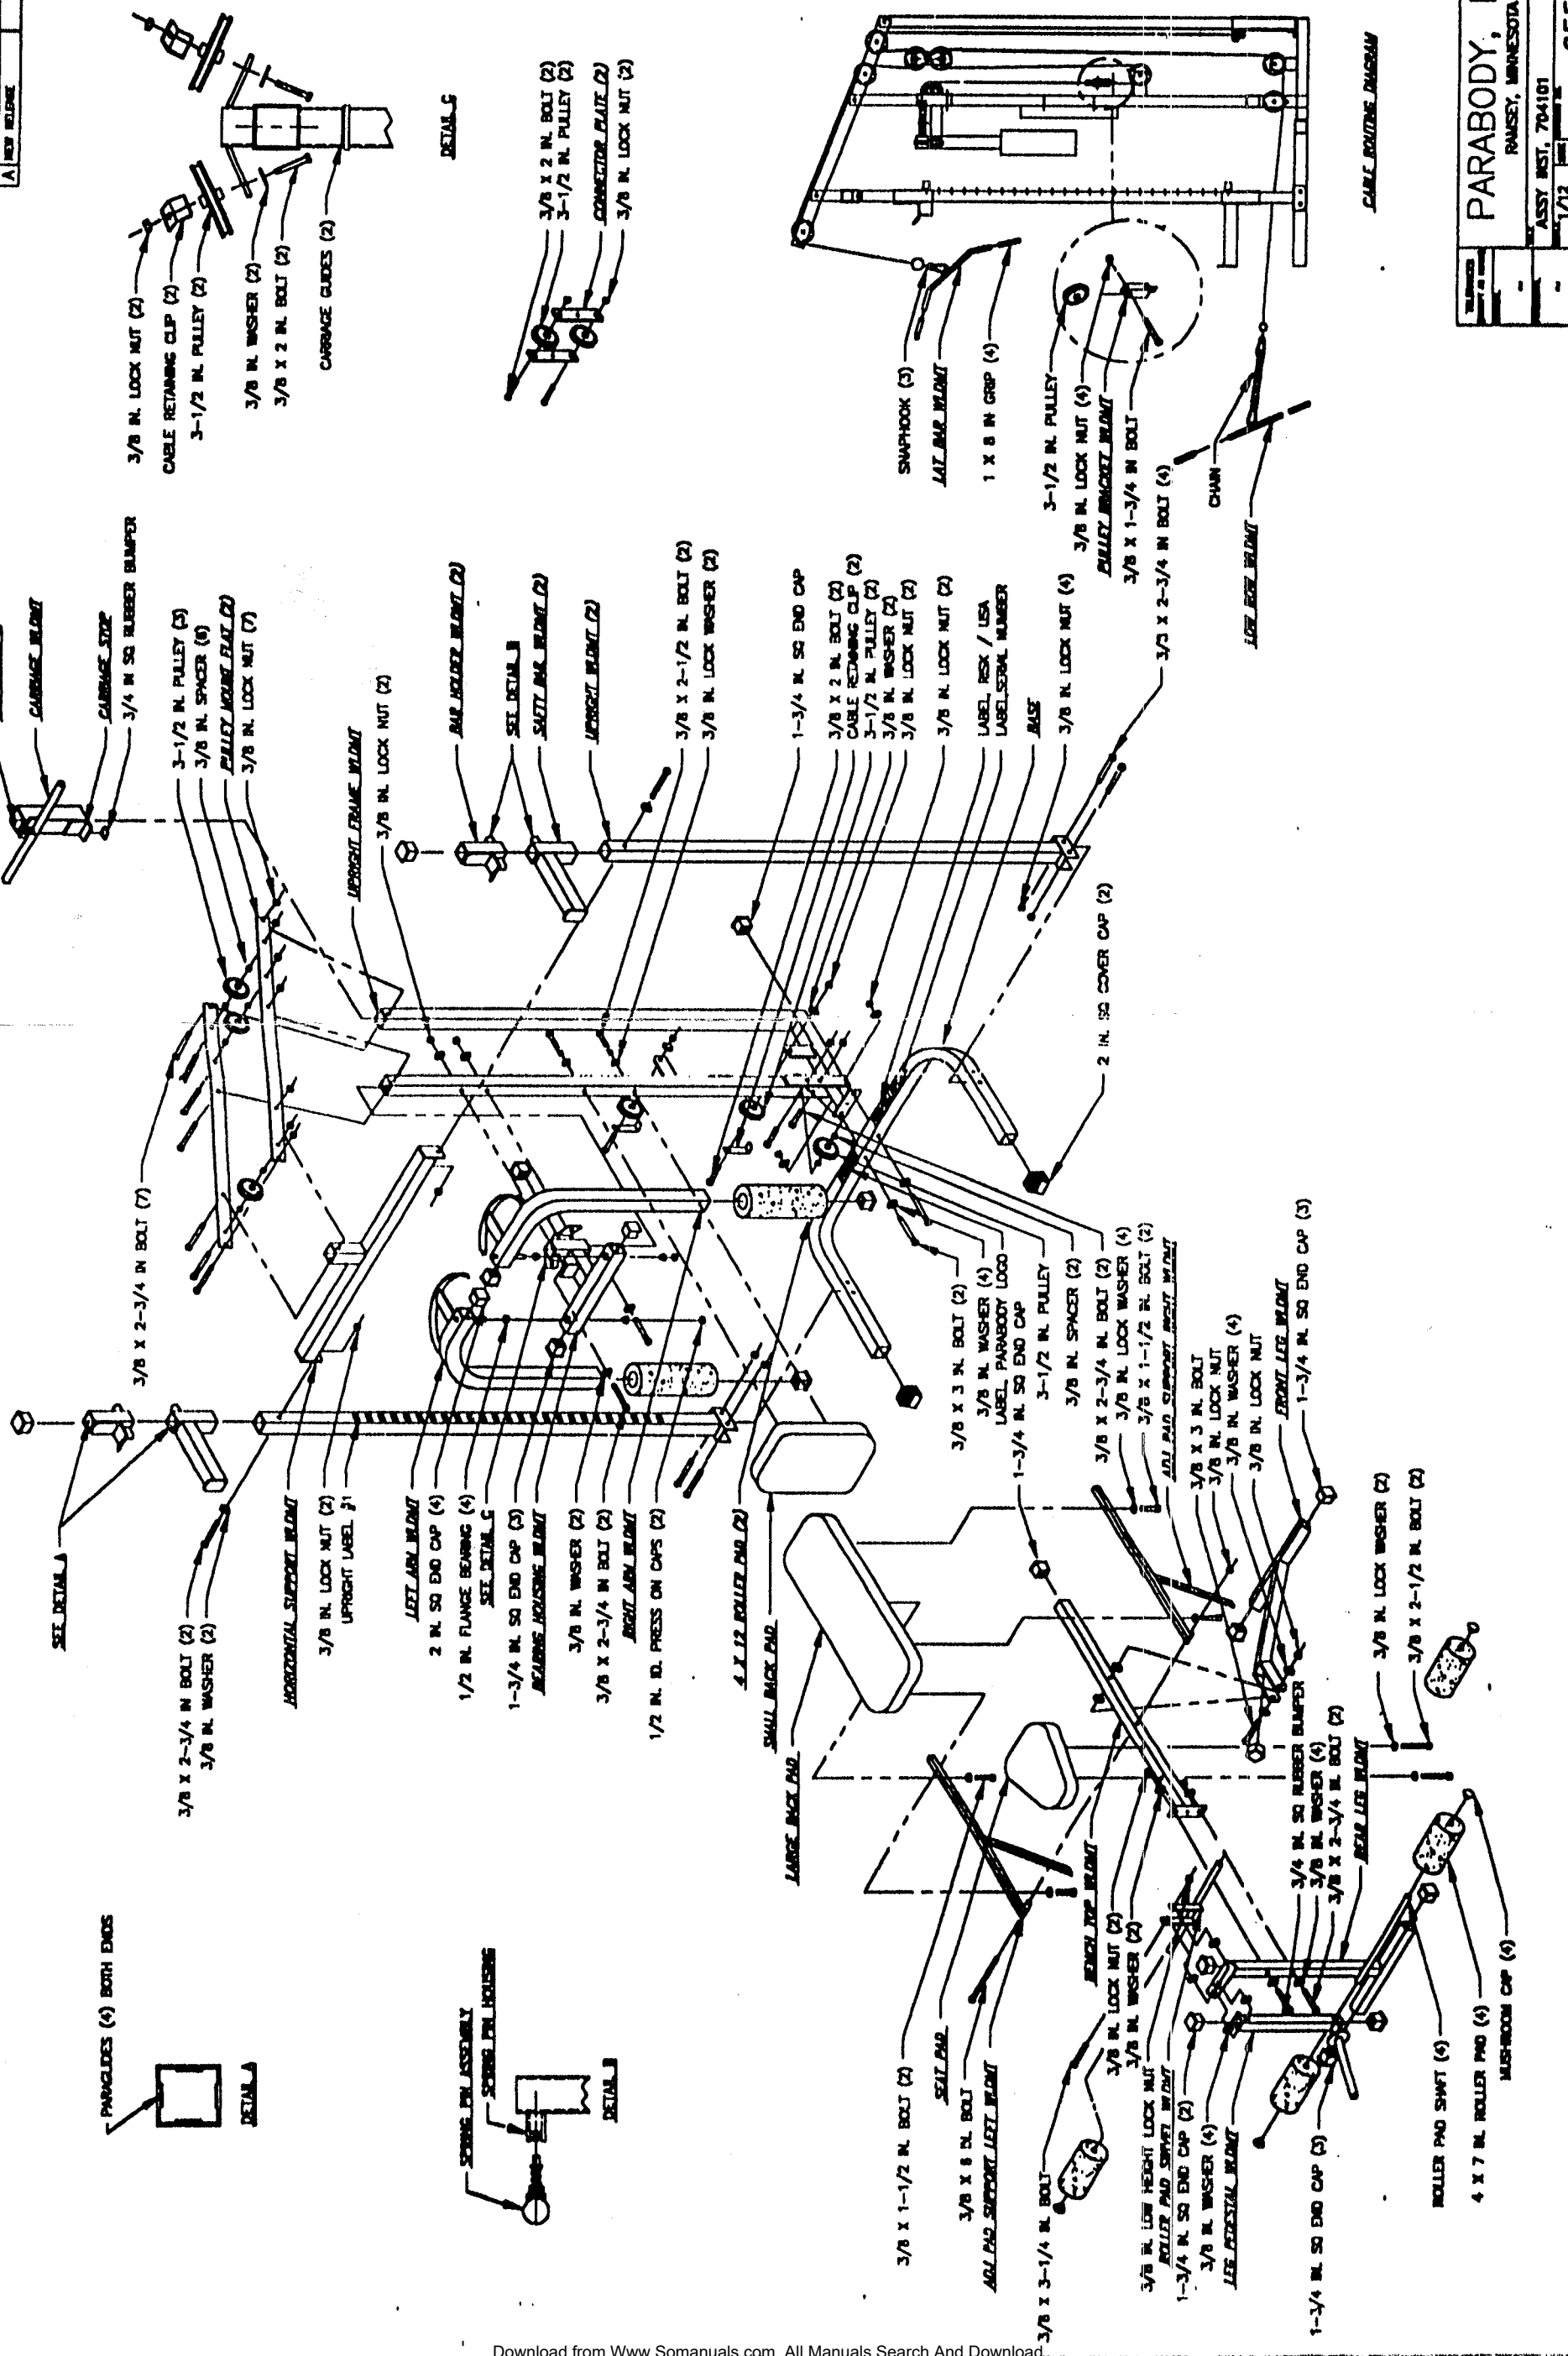 SEE DETAIL A
3/8 X 2-3/4 IN BOLT (2)
3/8 IN. WASHER (2)
HORIZONTAL SUPPORT WLDMT
3/8 IN. LOCK NUT (2)
UPRIGHT LABEL #1
LEFT ARM WLDMT
2 IN. SQ END CAP (4)
1/2 IN. FLANGE BEARING (4)
SEE DETAIL C
1-3/4 IN. SQ END CAP (3)
BEARING HOUSING WLDMT
3/8 IN. WASHER (2)
3/8 X 2-3/4 IN BOLT (2)
RIGHT ARM WLDMT
1/2 IN. ID. PRESS ON CAPS (2)
4 X 12 ROLLER PAD (2)
SMALL BACK PAD
LARGE BACK PAD
3/8 X 2-3/4 IN BOLT (7)
CARRIAGE WLDMT
CARRIAGE STOP
3/4 IN SQ RUBBER BUMPER
3-1/2 IN. PULLEY (3)
3/8 IN. SPACER (8)
PULLEY MOUNT FLAT (2)
3/8 IN. LOCK NUT (7)
UPRIGHT FRAME WLDMT
3/8 IN. LOCK NUT (2)
BAR HOLDER WLDMT (2)
SEE DETAIL B
SAFTY BAR WLDMT (2)
UPRIGHT WLDMT (2)
3/8 X 2-1/2 IN. BOLT (2)
3/8 IN. LOCK WASHER (2)
1-3/4 IN. SQ END CAP
3/8 X 2 IN. BOLT (2)
CABLE RETAINING CLIP (2)
3-1/2 IN. PULLEY (2)
3/8 IN. WASHER (2)
3/8 IN. LOCK NUT (2)
3/8 IN. LOCK NUT (2)
LABEL, RISK / USA
LABEL,SERIAL NUMBER
BASE
3/8 IN. LOCK NUT (4)
3/8 X 2-3/4 IN BOLT (4)
2 IN. SQ COVER CAP (2)
3/8 X 3 IN. BOLT (2)
3/8 IN. WASHER (4)
LABEL PARABODY LOGO
1-3/4 IN. SQ END CAP
3-1/2 IN. PULLEY
3/8 IN. SPACER (2)
3/8 X 2-3/4 IN. BOLT (2)
3/8 IN. LOCK WASHER (4)
3/8 X 1-1/2 IN. BOLT (2)
ADJ PAD SUPPORT RIGHT WLDMT
3/8 X 3 IN. BOLT
3/8 IN. LOCK NUT
3/8 IN. WASHER (4)
3/8 IN. LOCK NUT
FRONT LEG WLDMT
1-3/4 IN. SQ END CAP (3)
3/8 IN. LOCK WASHER (2)
3/8 X 2-1/2 IN. BOLT (2)
3/8 X 1-1/2 IN. BOLT (2)
SEAT PAD
3/8 X 6 IN. BOLT
ADJ PAD SUPPORT LEFT WLDMT
3/8 X 3-1/4 IN. BOLT
BENCH TOP WLDMT
3/8 IN. LOCK NUT (2)
3/8 IN. WASHER (2)
3/8 IN. LOW HEIGHT LOCK NUT
ROLLER PAD SWIVEL WLDMT
1-3/4 IN. SQ END CAP (2)
3/8 IN. WASHER (4)
LEG PEDESTAL WLDMT
1-3/4 IN. SQ END CAP (3)
3/4 IN. SQ RUBBER BUMPER
3/8 IN. WASHER (4)
3/8 X 2-3/4 IN. BOLT (2)
REAR LEG WLDMT
ROLLER PAD SHAFT (4)
4 X 7 IN. ROLLER PAD (4)
MUSHROOM CAP (4)
PARAGLIDES (4) BOTH ENDS
DETAIL A
SPRING PIN ASSEMBLY
SPRING PIN HOUSING
DETAIL B
3/8 IN. LOCK NUT (2)
CABLE RETAINING CLIP (2)
3-1/2 IN. PULLEY (2)
3/8 IN. WASHER (2)
3/8 X 2 IN. BOLT (2)
CARRIAGE GUIDES (2)
DETAIL C
3/8 X 2 IN. BOLT (2)
3-1/2 IN. PULLEY (2)
CONNECTOR PLATE (2)
3/8 IN. LOCK NUT (2)
SNAPHOOK (3)
LAT BAR WLDMT
1 X 8 IN GRIP (4)
3-1/2 IN. PULLEY
3/8 IN. LOCK NUT (4)
PULLEY BRACKET WLDMT
3/8 X 1-3/4 IN BOLT
CHAIN
LOW ROW WLDMT
CABLE ROUTING DIAGRAM
A NEW RELEASE
PARABODY,
RAMSEY, MINNESOTA
ASSY INST, 704101
1/12
Download from Www.Somanuals.com. All Manuals Search And Download.